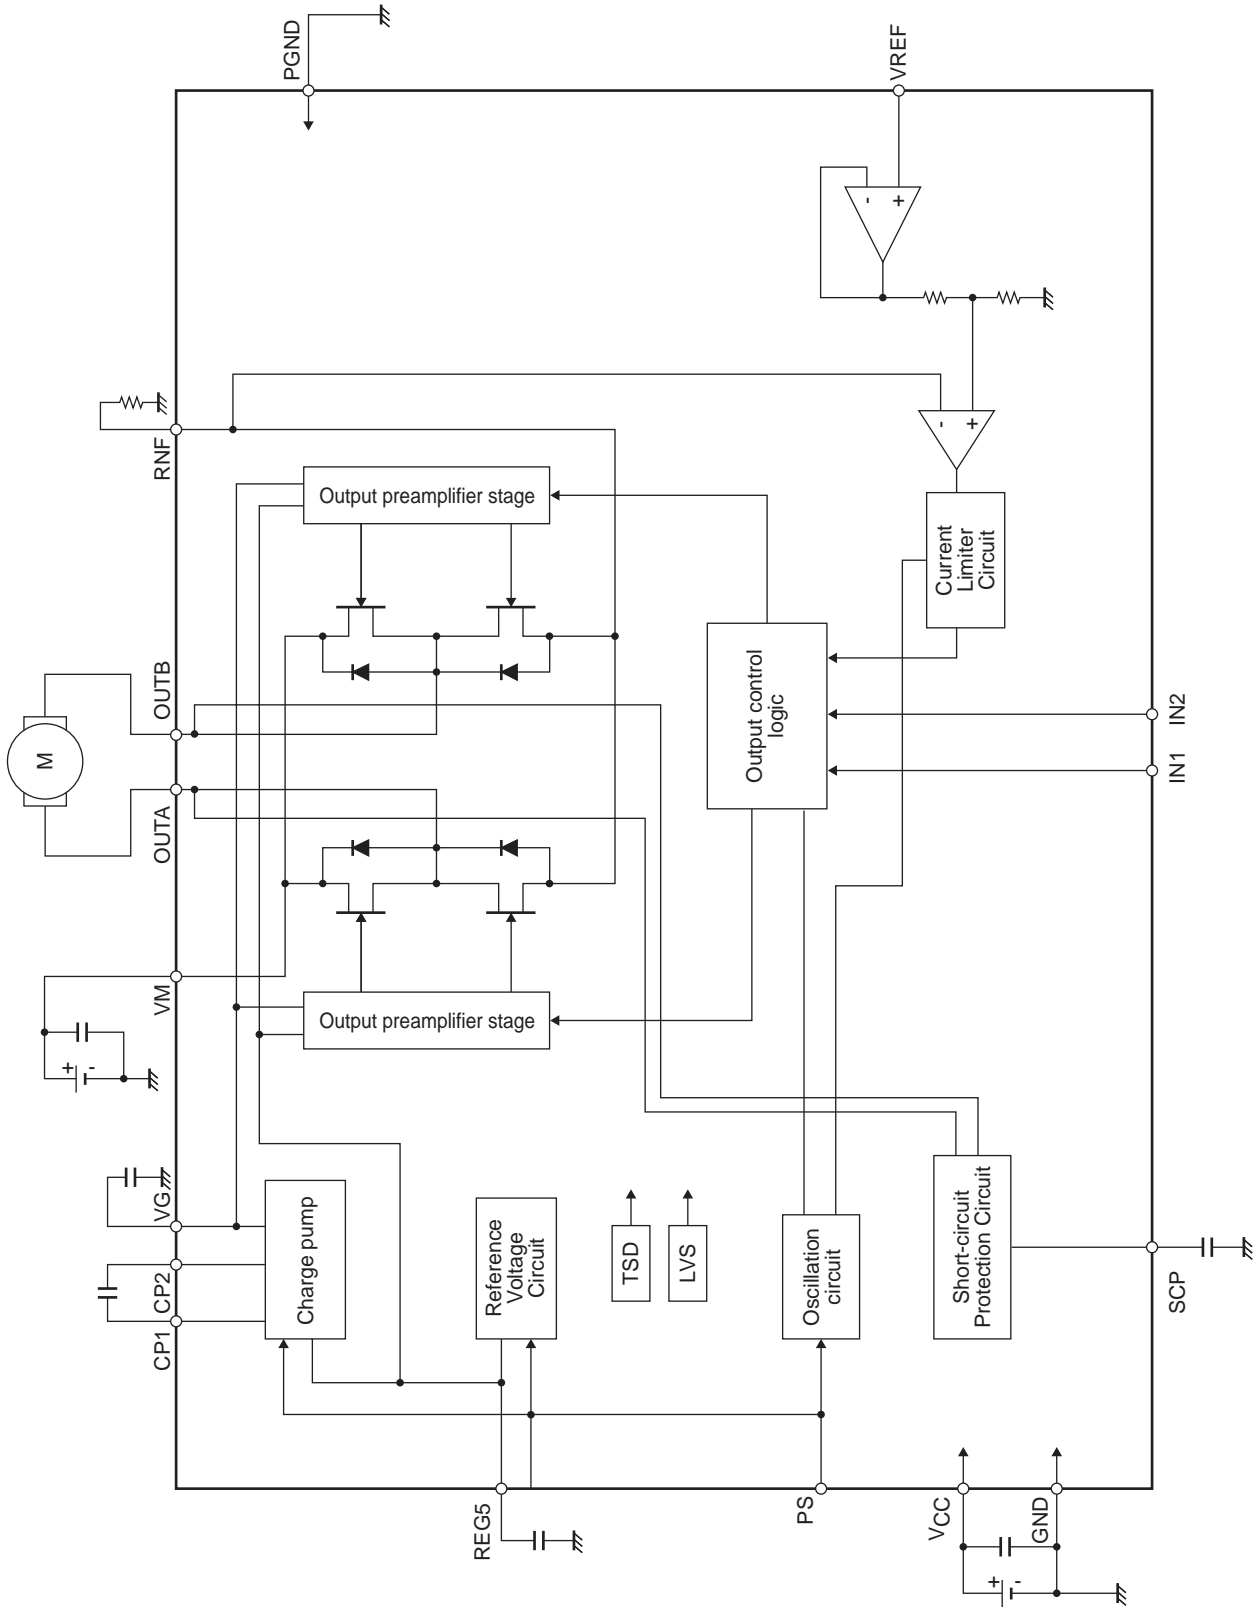 CP1
CP2
VG
VM
OUTA
OUTB
RNF
PGND
M
+
-
Charge pump
Output preamplifier stage
Output preamplifier stage
REG5
Reference
Voltage
Circuit
TSD
LVS
PS
Oscillation
circuit
Output control
logic
Current
Limiter
Circuit
-
+
-
+
VREF
Short-circuit
Protection Circuit
VCC
GND
+
-
SCP
IN1
IN2